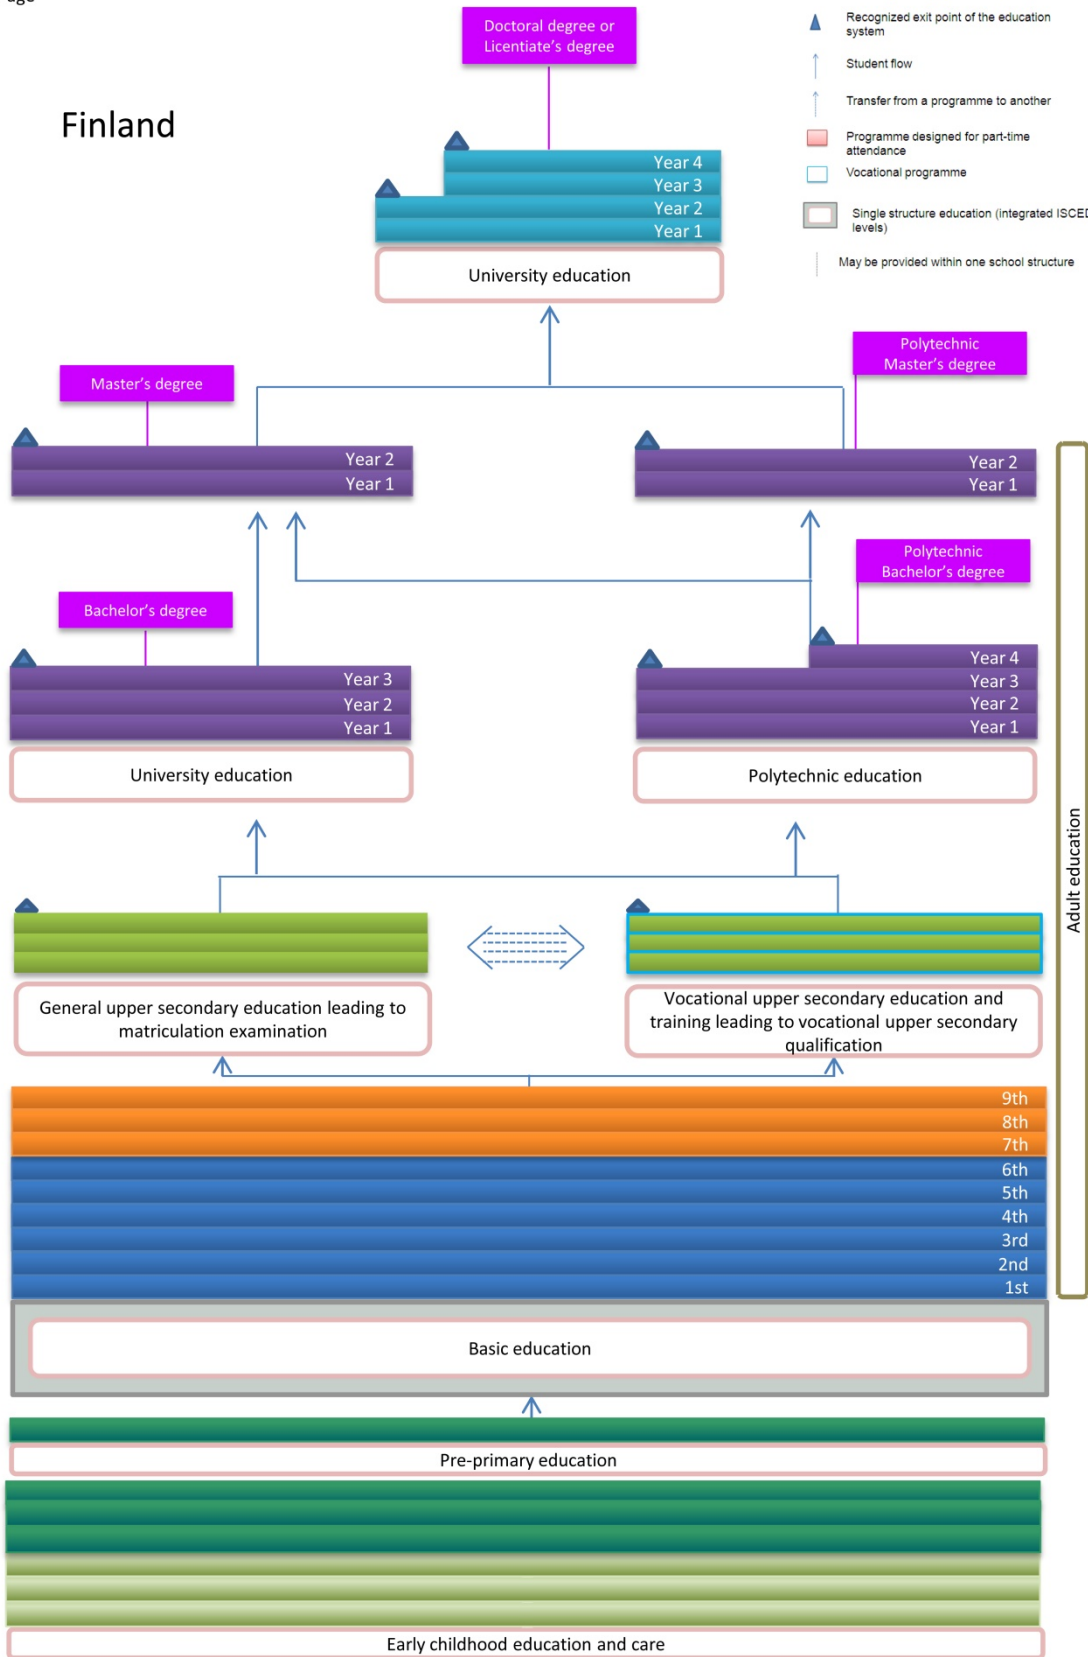 age
Doctoral degree or
Licentiate's degree
Recognized exit point of the education
system
Student flow
Transfer from a programme to another
Programme designed for part-time
attendance
Vocational programme
Single structure education (integrated ISCED
levels)
May be provided within one school structure
Finland
Year 4
Year 3
Year 2
Year 1
University education
Master's degree
Polytechnic
Master's degree
Year 2
Year 1
Year 2
Year 1
Bachelor's degree
Polytechnic
Bachelor's degree
Year 3
Year 2
Year 1
Year 4
Year 3
Year 2
Year 1
University education
Polytechnic education
Adult education
General upper secondary education leading to
matriculation examination
Vocational upper secondary education and
training leading to vocational upper secondary
qualification
9th
8th
7th
6th
5th
4th
3rd
2nd
1st
Basic education
Pre-primary education
Early childhood education and care